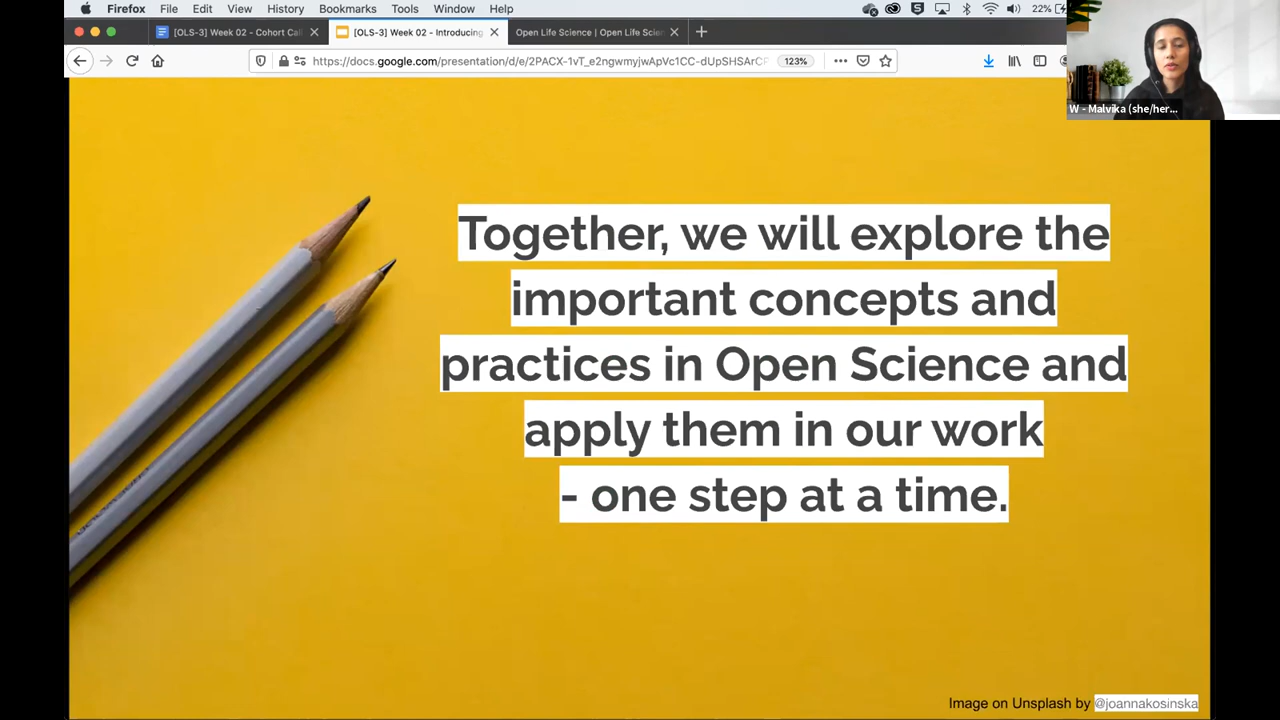 Firefox File Edit View History Bookmarks Tools Window Help 22%
[OLS-3] Week 02 - Cohort Cal
[OLS-3] Week 02 - Introducing
Open Life Science | Open Life Scien
https://docs.google.com/presentation/d/e/2PACX-1vT_e2ngwmyjwApVc1CC-dUpSHSArCF 123%
W - Malvika (she/her...
Together, we will explore the
important concepts and
practices in Open Science and
apply them in our work
- one step at a time.
Image on Unsplash by @joannakosinska